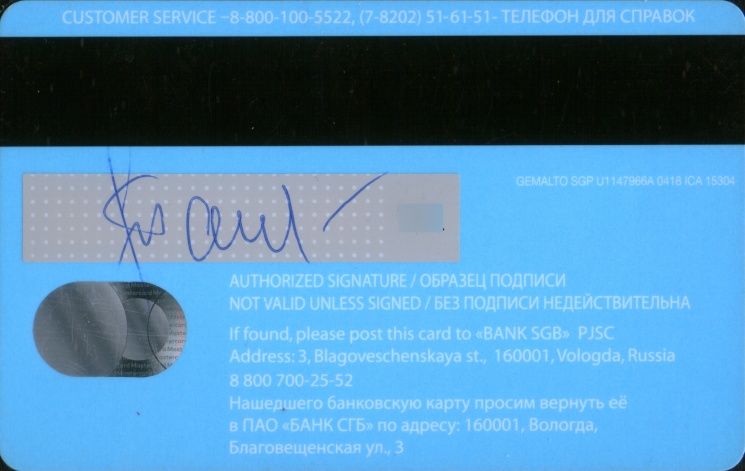 CUSTOMER SERVICE –8-800-100-5522, (7-8202) 51-61-51- ТЕЛЕФОН ДЛЯ СПРАВОК
GEMALTO SGP U1147966A 0418 ICA 15304
AUTHORIZED SIGNATURE / ОБРАЗЕЦ ПОДПИСИ
NOT VALID UNLESS SIGNED / БЕЗ ПОДПИСИ НЕДЕЙСТВИТЕЛЬНА
If found, please post this card to «BANK SGB» PJSC
Address: 3, Blagoveschenskaya st., 160001, Vologda, Russia
8 800 700-25-52
Нашедшего банковскую карту просим вернуть её
в ПАО «БАНК СГБ» по адресу: 160001, Вологда,
Благовещенская ул., 3